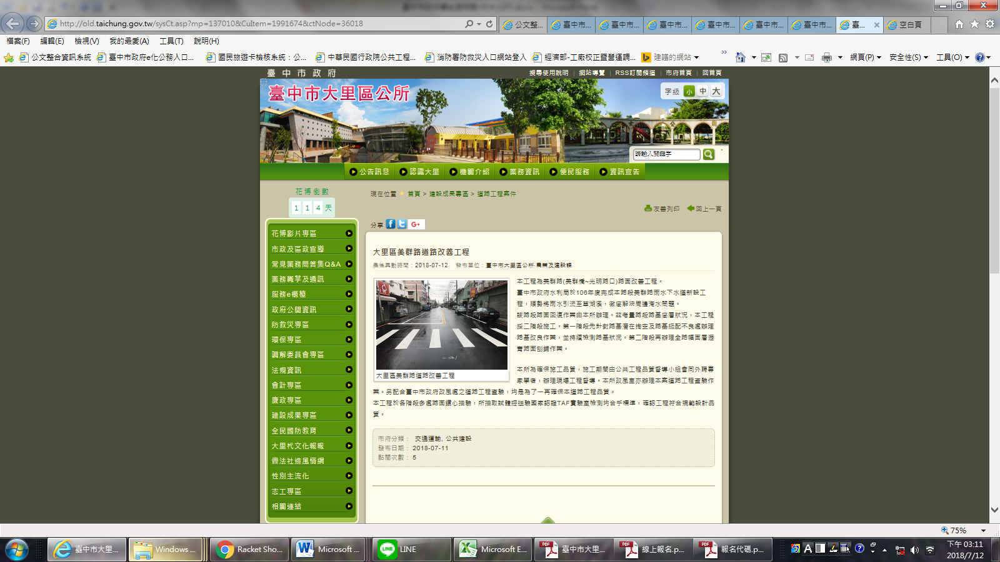 http://old.taichung.gov.tw/sysCt.asp?mp=137010&CuItem=1991674&ctNode=36018
公文整...
臺中市...
臺中市...
臺中市...
臺中市...
臺中市...
臺中市...
臺...
空白頁
檔案(F) 編輯(E) 檢視(V) 我的最愛(A) 工具(T) 說明(H)
公文整合資訊系統 臺中市政府e化公務入口... 國民旅遊卡檢核系統：公... 中華民國行政院公共工程... 消防署防救災入口網站登入 經濟部-工廠校正暨營運調... 建議的網站
網頁(P) 安全性(S) 工具(O)
臺中市政府
搜尋使用說明 | 網站導覽 | RSS訂閱頻道 | 市府首頁 | 回首頁
臺中市大里區公所
字級 小 中 大
請輸入關鍵字
公告訊息 認識大里 機關介紹 業務資訊 便民服務 資訊宣告
花博倒數
114天
現在位置 首頁 > 建設成果專區 > 道路工程案件
友善列印 回上一頁
分享 G+
花博影片專區
市政及區政宣導
常見業務問答集Q&A
業務職掌及通訊
服務e櫃檯
政府公開資訊
防救災專區
環保專區
調解委員會專區
法規資訊
會計專區
廉政專區
建設成果專區
全民國防教育
大里杙文化報報
書法社造風情網
性別主流化
志工專區
相關連結
大里區美群路道路改善工程
最後異動時間：2018-07-12 發布單位：臺中市大里區公所‧農業及建設課
大里區美群路道路改善工程
本工程為美群路(美群橋~光明路口)路面改善工程。
臺中市政府水利局於106年度完成本路段美群路雨水下水道新設工
程，順勢將雨水引流至草湖溪，徹底解決周邊淹水問題。
該路段路面回復作業由本所辦理。茲考量路段路基底層狀況，本工程
採二階段施工。第一階段先針對路基潛在掏空及路基級配不良處辦理
路基改良作業，並持續檢測路基狀況。第二階段再辦理全路幅面層瀝
青路面刨鋪作業。
本所為確保施工品質，施工期間由公共工程品質督導小組會同外聘專
家學者，辦理現場工程督導。本所政風室亦辦理本案道路工程查驗作
業。另配合臺中市政府政風處之道路工程查驗，均是為了一再確保本道路工程品質。
本工程於各階段多處路面鑽心抽驗，所抽取試體經送驗國家認證TAF實驗室檢測均合乎標準，確認工程符合規範設計品
質。
市府分類： 交通運輸, 公共建設
發布日期： 2018-07-11
點閱次數： 5
75%
臺中市大里...
Windows ...
Racket Sho...
Microsoft ...
LINE
Microsoft E...
臺中市大里...
線上報名.p...
報名代碼.p...
下午 03:11
2018/7/12